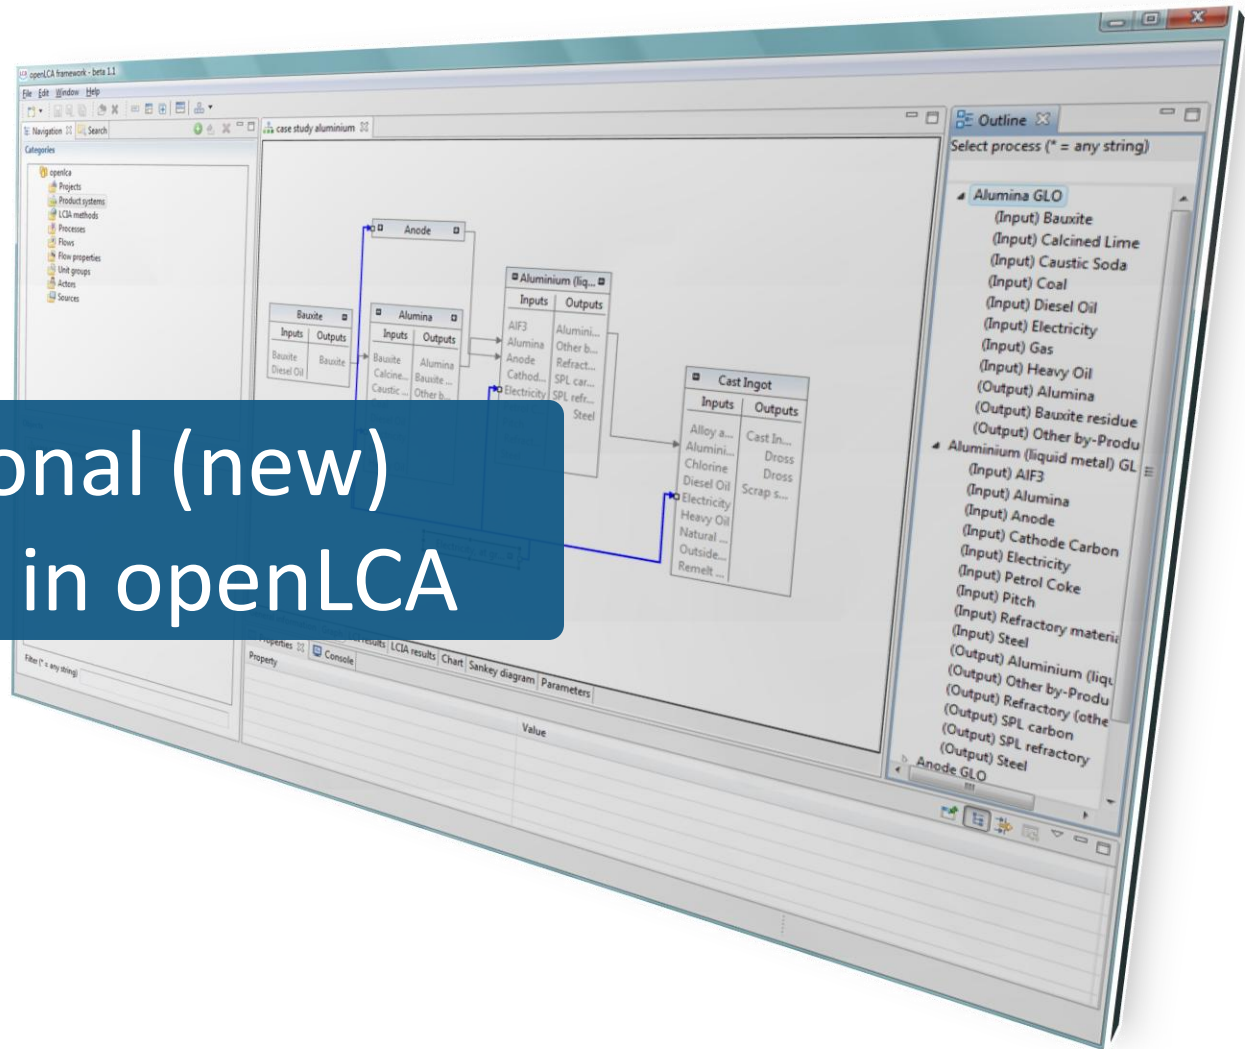 openLCA framework - beta 1.1
File Edit Window Help
Navigation Search
Categories
openlca
Projects
Product systems
LCIA methods
Processes
Flows
Flow properties
Unit groups
Actors
Sources
Filter (* = any string)
case study aluminium
Anode
Bauxite
Inputs Outputs
Bauxite Bauxite
Diesel Oil
Alumina
Inputs Outputs
Bauxite Alumina
Calcine... Bauxite ...
Caustic ... Other b...
Aluminium (liq...
Inputs Outputs
AlF3 Alumini...
Alumina Other b...
Anode Refract...
Cathod... SPL car...
Electricity SPL refr...
Steel
Cast Ingot
Inputs Outputs
Alloy a... Cast In...
Alumini... Dross
Chlorine Dross
Diesel Oil Scrap s...
Electricity
Heavy Oil
Natural ...
Outside...
Remelt ...
onal (new)
in openLCA
results LCIA results Chart Sankey diagram Parameters
Properties Console
Property Value
Outline
Select process (* = any string)
Alumina GLO
(Input) Bauxite
(Input) Calcined Lime
(Input) Caustic Soda
(Input) Coal
(Input) Diesel Oil
(Input) Electricity
(Input) Gas
(Input) Heavy Oil
(Output) Alumina
(Output) Bauxite residue
(Output) Other by-Produ
Aluminium (liquid metal) GL
(Input) AlF3
(Input) Alumina
(Input) Anode
(Input) Cathode Carbon
(Input) Electricity
(Input) Petrol Coke
(Input) Pitch
(Input) Refractory materia
(Input) Steel
(Output) Aluminium (liqu
(Output) Other by-Produ
(Output) Refractory (othe
(Output) SPL carbon
(Output) SPL refractory
(Output) Steel
Anode GLO